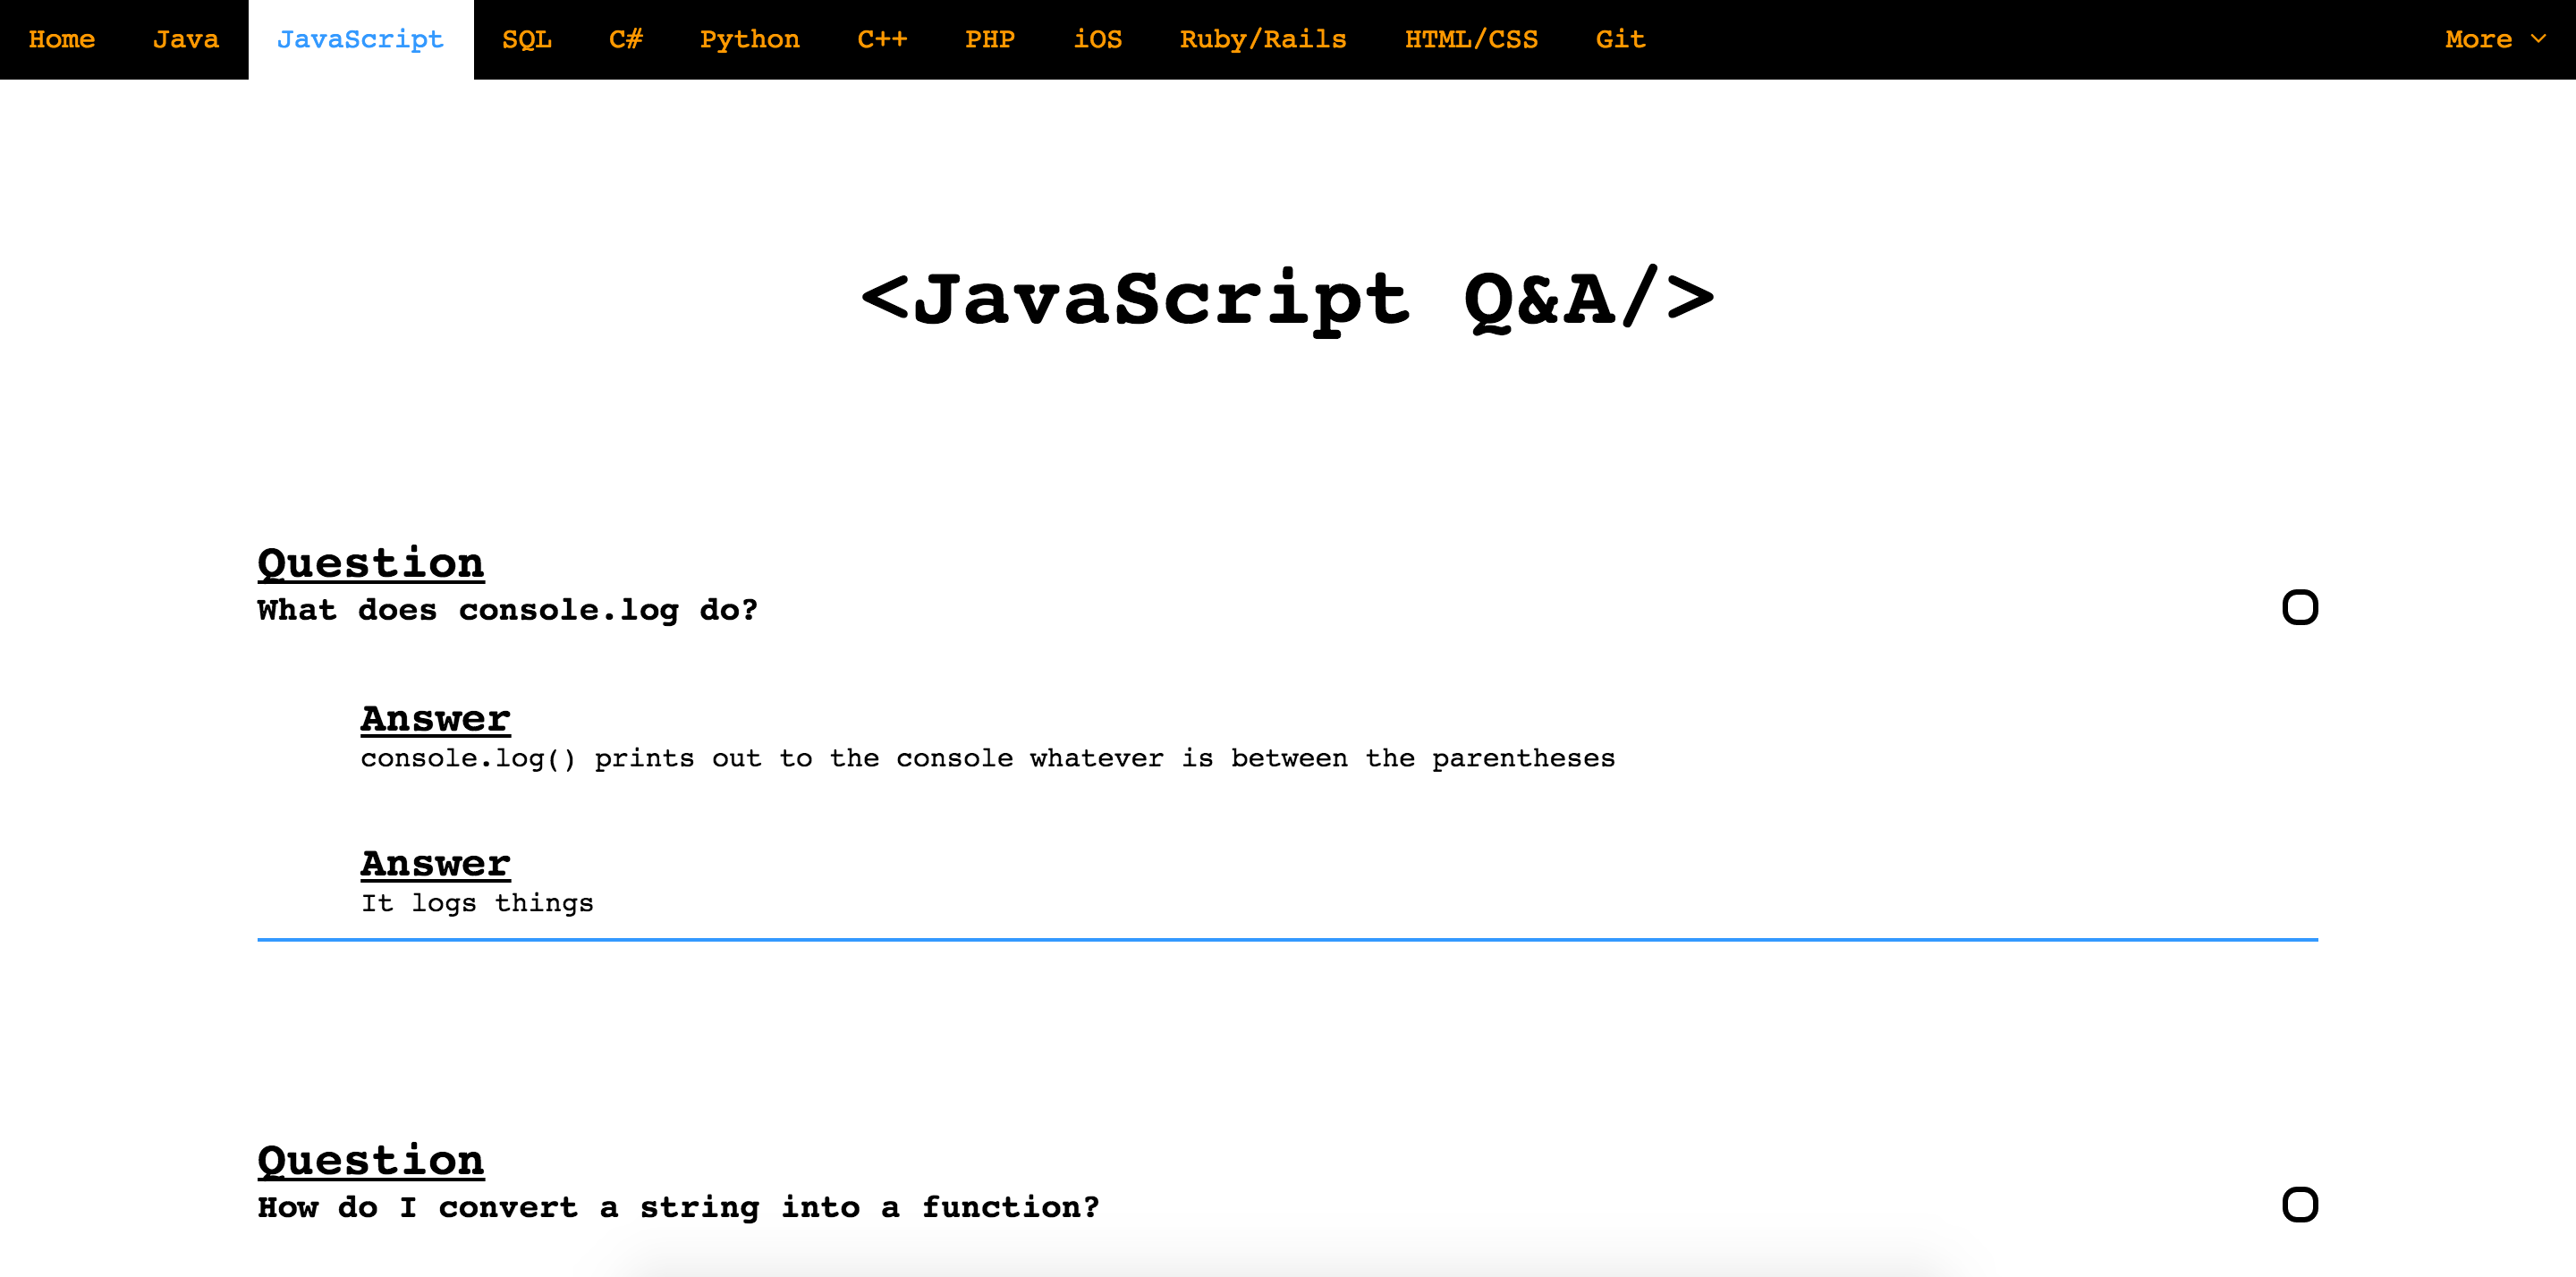 Home Java JavaScript SQL C# Python C++ PHP iOS Ruby/Rails HTML/CSS Git More
<JavaScript Q&A/>
Question
What does console.log do?
Answer
console.log() prints out to the console whatever is between the parentheses
Answer
It logs things
Question
How do I convert a string into a function?